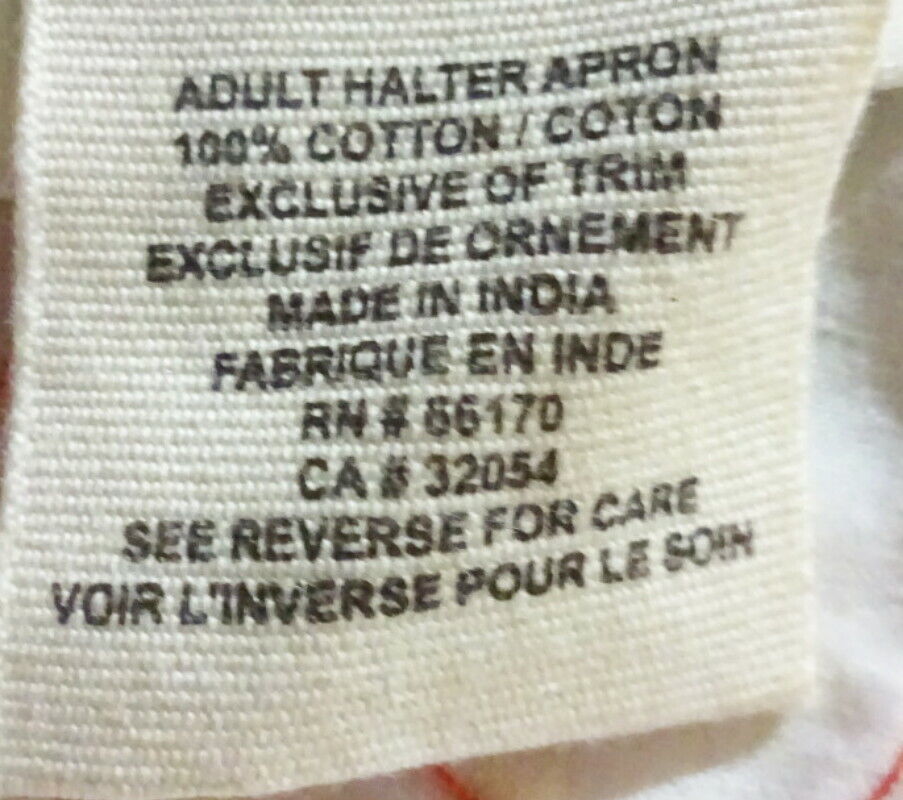 ADULT HALTER APRON
100% COTTON / COTON
EXCLUSIVE OF TRIM
EXCLUSIF DE ORNEMENT
MADE IN INDIA
FABRIQUE EN INDE
RN # 66170
CA # 32054
SEE REVERSE FOR CARE
VOIR L'INVERSE POUR LE SOIN